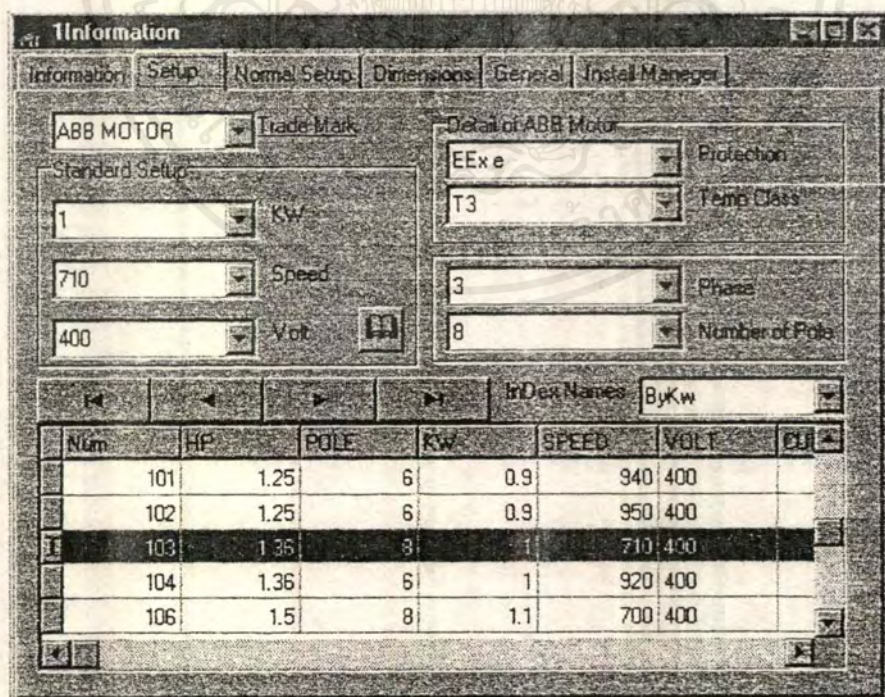 1Information
Information Setup Normal Setup Dimensions General Install Maneger
ABB MOTOR Trade Mark
Detail of ABB Motor
EEx e Protection
T3 Temp Class
Standard Setup
1 KW
710 Speed
400 Volt
3 Phase
8 Number of Pole
InDex Names ByKw
Num HP POLE KW SPEED VOLT
101 1.25 6 0.9 940 400
102 1.25 6 0.9 950 400
103 1.36 8 1 710 400
104 1.36 6 1 920 400
106 1.5 8 1.1 700 400